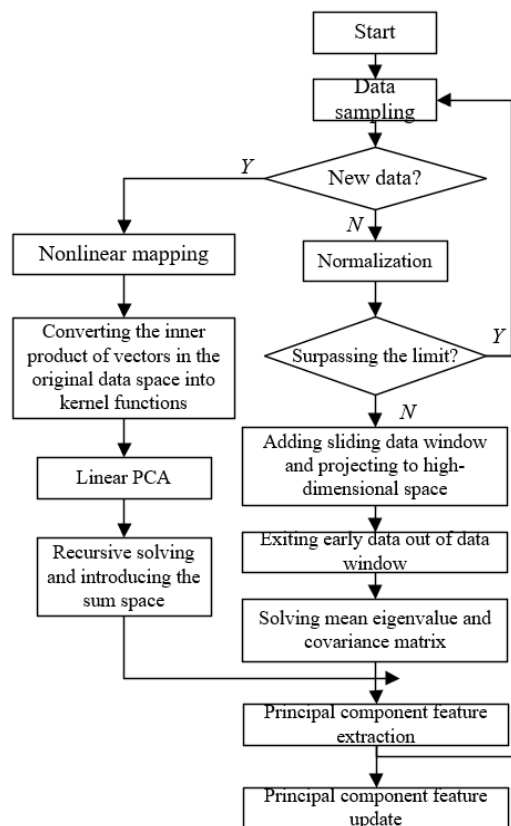 Start
Data
sampling
New data?
Y
N
Nonlinear mapping
Normalization
Converting the inner
product of vectors in the
original data space into
kernel functions
Surpassing the limit?
Y
N
Linear PCA
Adding sliding data window
and projecting to high-
dimensional space
Recursive solving
and introducing the
sum space
Exiting early data out of data
window
Solving mean eigenvalue and
covariance matrix
Principal component feature
extraction
Principal component feature
update